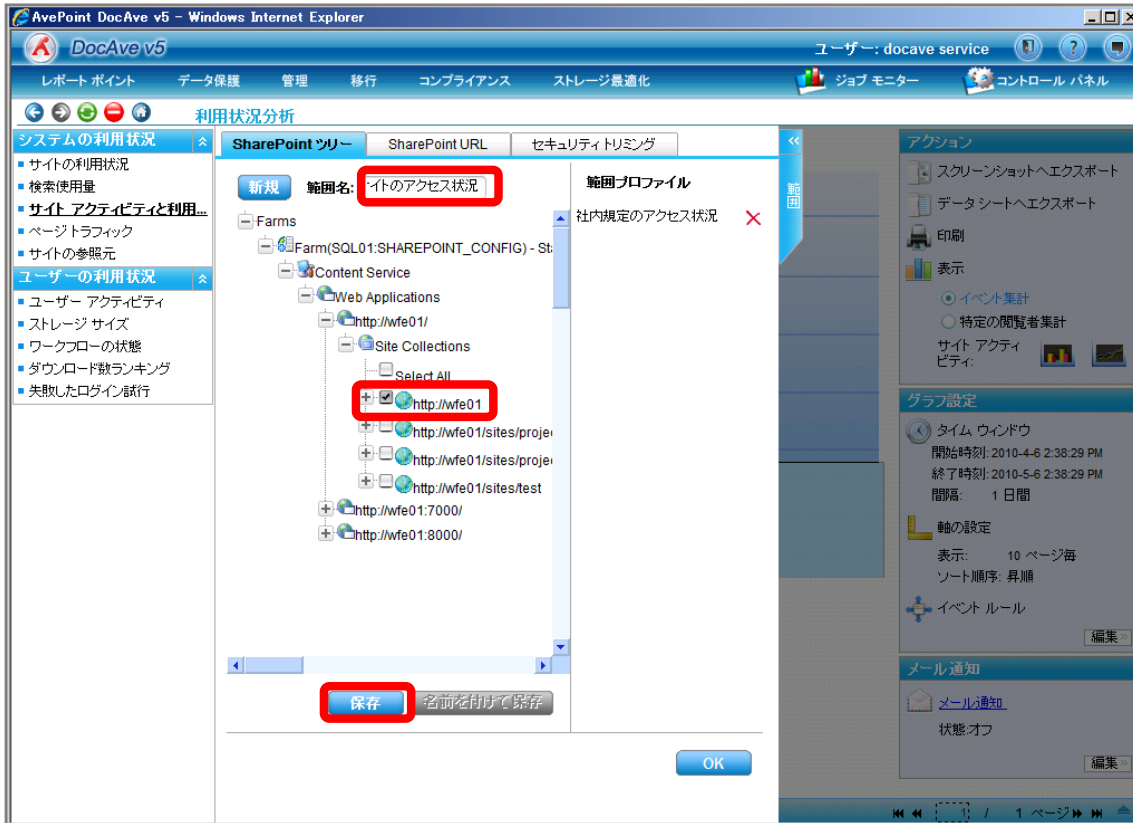 AvePoint DocAve v5 - Windows Internet Explorer
DocAve v5
ユーザー: docave service
レポート ポイント データ保護 管理 移行 コンプライアンス ストレージ最適化 ジョブ モニター コントロール パネル
利用状況分析
システムの利用状況
サイトの利用状況
検索使用量
サイト アクティビティと利用...
ページトラフィック
サイトの参照元
ユーザーの利用状況
ユーザー アクティビティ
ストレージ サイズ
ワークフローの状態
ダウンロード数ランキング
失敗したログイン試行
SharePoint ツリー SharePoint URL セキュリティトリミング
新規 範囲名: イトのアクセス状況
Farms
Farm(SQL01:SHAREPOINT_CONFIG) - Sta
Content Service
Web Applications
http://wfe01/
Site Collections
Select All
http://wfe01
http://wfe01/sites/proje
http://wfe01/sites/proje
http://wfe01/sites/test
http://wfe01:7000/
http://wfe01:8000/
保存 名前を付けて保存
範囲プロファイル
社内規定のアクセス状況
OK
範囲
アクション
スクリーンショットへエクスポート
データ シートへエクスポート
印刷
表示
イベント集計
特定の閲覧者集計
サイト アクティ
ビティ:
グラフ設定
タイム ウィンドウ
開始時刻: 2010-4-6 2:38:29 PM
終了時刻: 2010-5-6 2:38:29 PM
間隔: 1 日間
軸の設定
表示: 10 ページ毎
ソート順序: 昇順
イベント ルール
編集
メール通知
メール通知
状態:オフ
編集
1 / 1 ページ